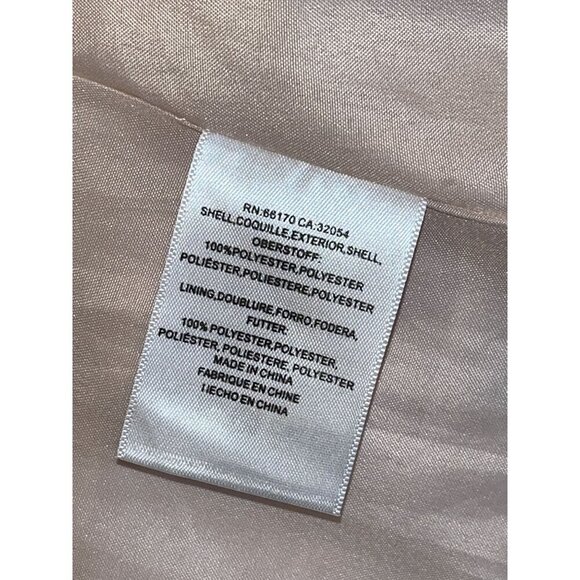 RN:66170 CA:32054
SHELL,COQUILLE,EXTERIOR,SHELL,
OBERSTOFF:
100%POLYESTER,POLYESTER
POLIÉSTER,POLIESTERE,POLYESTER
LINING,DOUBLURE,FORRO,FODERA,
FUTTER:
100% POLYESTER,POLYESTER,
POLIÉSTER, POLIESTERE, POLYESTER
MADE IN CHINA
FABRIQUE EN CHINE
HECHO EN CHINA